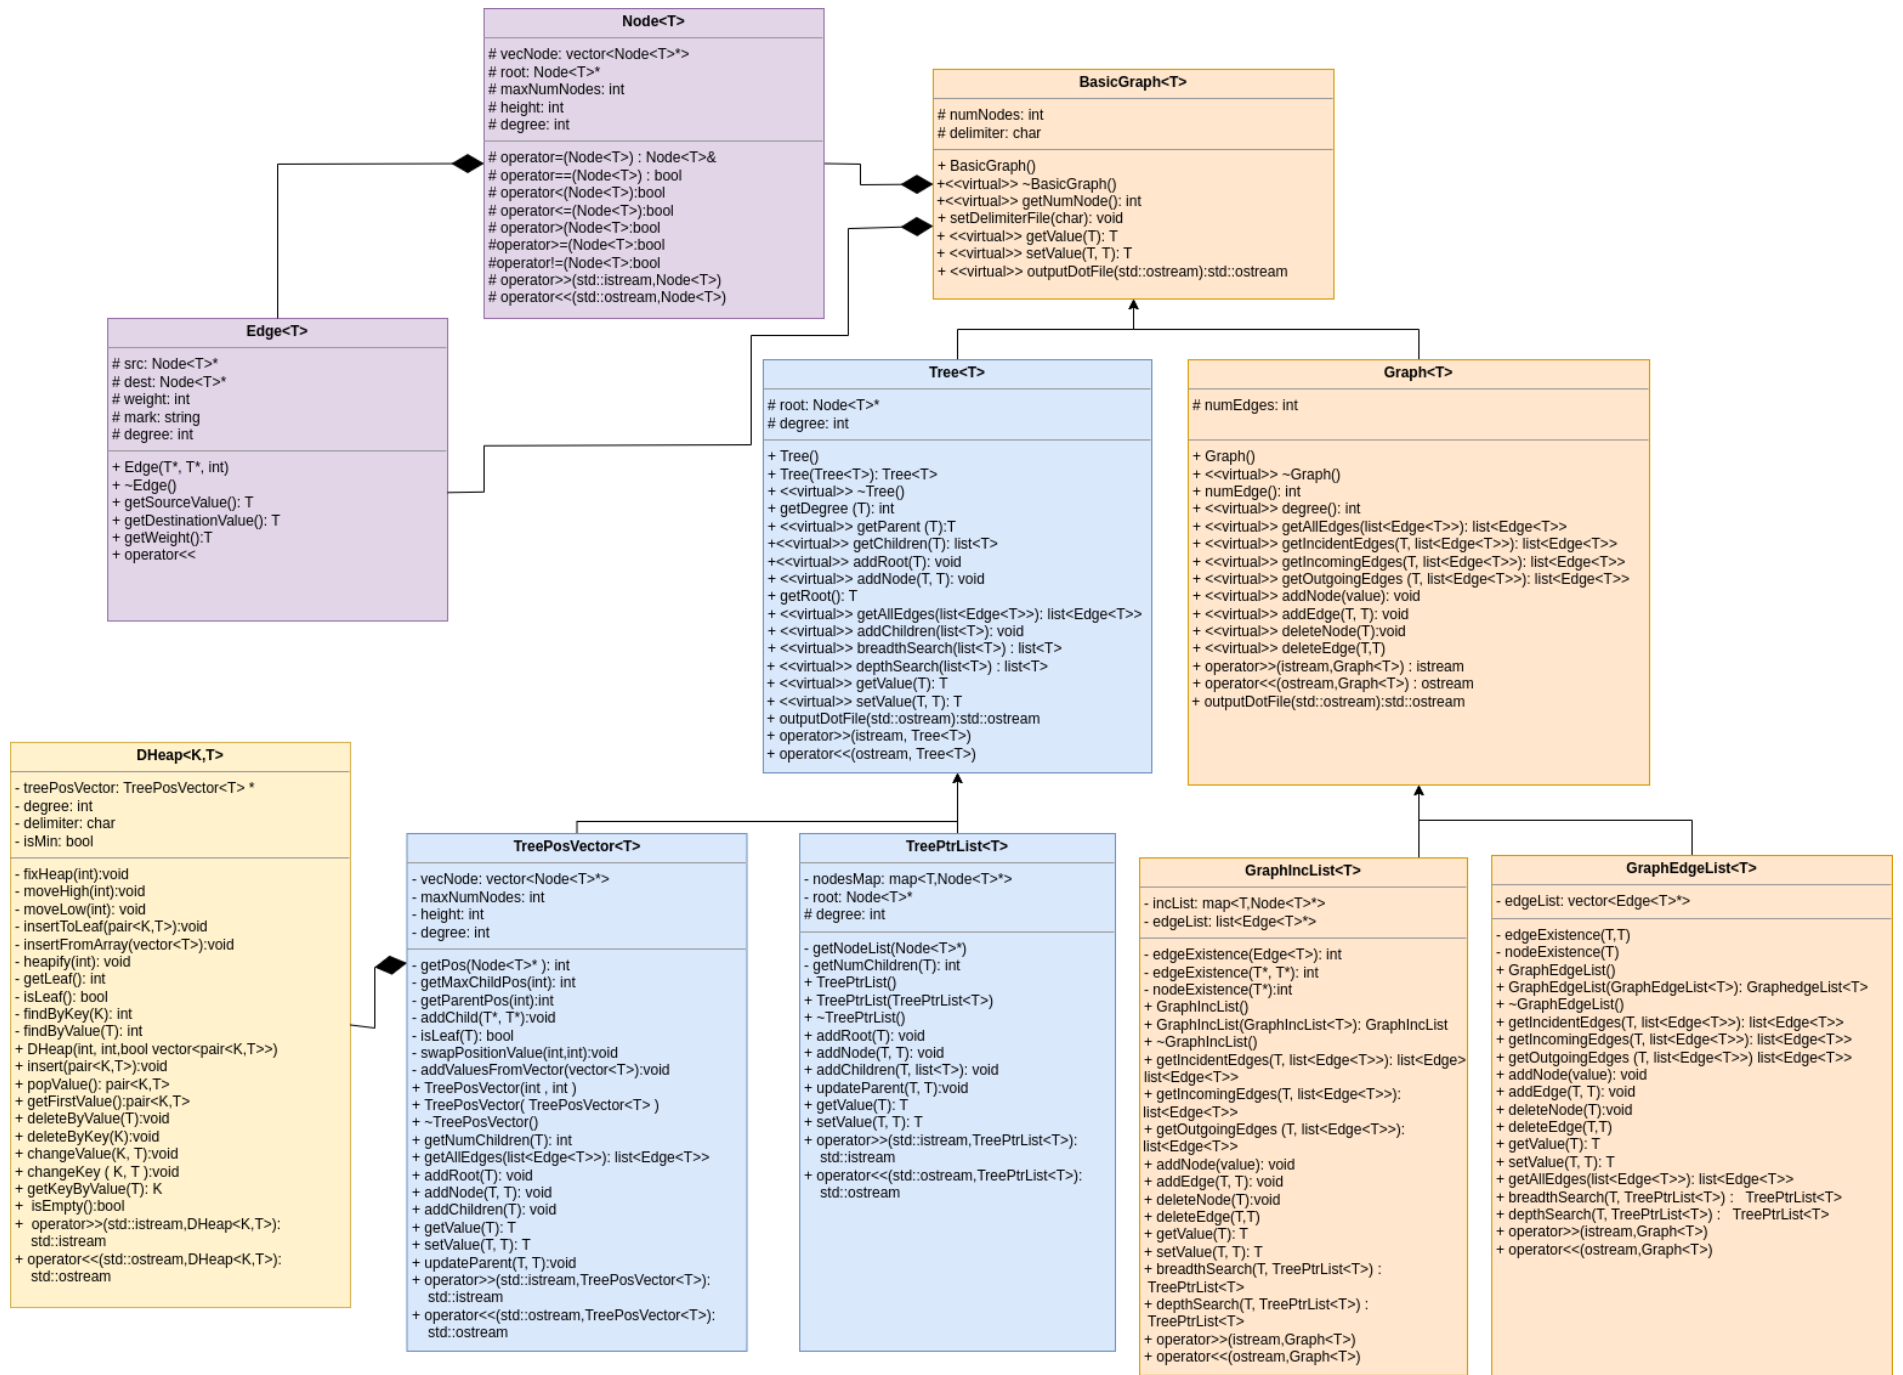 Node<T>
# vecNode: vector<Node<T>*>
# root: Node<T>*
# maxNumNodes: int
# height: int
# degree: int
# operator=(Node<T>) : Node<T>&
# operator==(Node<T>) : bool
# operator<(Node<T>):bool
# operator<=(Node<T>):bool
# operator>(Node<T>:bool
#operator>=(Node<T>:bool
#operator!=(Node<T>:bool
# operator>>(std::istream,Node<T>)
# operator<<(std::ostream,Node<T>)
BasicGraph<T>
# numNodes: int
# delimiter: char
+ BasicGraph()
+<<virtual>> ~BasicGraph()
+<<virtual>> getNumNode(): int
+ setDelimiterFile(char): void
+ <<virtual>> getValue(T): T
+ <<virtual>> setValue(T, T): T
+ <<virtual>> outputDotFile(std::ostream):std::ostream
Edge<T>
# src: Node<T>*
# dest: Node<T>*
# weight: int
# mark: string
# degree: int
+ Edge(T*, T*, int)
+ ~Edge()
+ getSourceValue(): T
+ getDestinationValue(): T
+ getWeight():T
+ operator<<
Tree<T>
# root: Node<T>*
# degree: int
+ Tree()
+ Tree(Tree<T>): Tree<T>
+ <<virtual>> ~Tree()
+ getDegree (T): int
+ <<virtual>> getParent (T):T
+<<virtual>> getChildren(T): list<T>
+<<virtual>> addRoot(T): void
+ <<virtual>> addNode(T, T): void
+ getRoot(): T
+ <<virtual>> getAllEdges(list<Edge<T>>): list<Edge<T>>
+ <<virtual>> addChildren(list<T>): void
+ <<virtual>> breadthSearch(list<T>) : list<T>
+ <<virtual>> depthSearch(list<T>) : list<T>
+ <<virtual>> getValue(T): T
+ <<virtual>> setValue(T, T): T
+ outputDotFile(std::ostream):std::ostream
+ operator>>(istream, Tree<T>)
+ operator<<(ostream, Tree<T>)
Graph<T>
# numEdges: int
+ Graph()
+ <<virtual>> ~Graph()
+ numEdge(): int
+ <<virtual>> degree(): int
+ <<virtual>> getAllEdges(list<Edge<T>>): list<Edge<T>>
+ <<virtual>> getIncidentEdges(T, list<Edge<T>>): list<Edge<T>>
+ <<virtual>> getIncomingEdges(T, list<Edge<T>>): list<Edge<T>>
+ <<virtual>> getOutgoingEdges (T, list<Edge<T>>): list<Edge<T>>
+ <<virtual>> addNode(value): void
+ <<virtual>> addEdge(T, T): void
+ <<virtual>> deleteNode(T):void
+ <<virtual>> deleteEdge(T,T)
+ operator>>(istream,Graph<T>) : istream
+ operator<<(ostream,Graph<T>) : ostream
+ outputDotFile(std::ostream):std::ostream
DHeap<K,T>
- treePosVector: TreePosVector<T> *
- degree: int
- delimiter: char
- isMin: bool
- fixHeap(int):void
- moveHigh(int):void
- moveLow(int): void
- insertToLeaf(pair<K,T>):void
- insertFromArray(vector<T>):void
- heapify(int): void
- getLeaf(): int
- isLeaf(): bool
- findByKey(K): int
- findByValue(T): int
+ DHeap(int, int,bool vector<pair<K,T>>)
+ insert(pair<K,T>):void
+ popValue(): pair<K,T>
+ getFirstValue():pair<K,T>
+ deleteByValue(T):void
+ deleteByKey(K):void
+ changeValue(K, T):void
+ changeKey ( K, T ):void
+ getKeyByValue(T): K
+ isEmpty():bool
+ operator>>(std::istream,DHeap<K,T>):
std::istream
+ operator<<(std::ostream,DHeap<K,T>):
std::ostream
TreePosVector<T>
- vecNode: vector<Node<T>*>
- maxNumNodes: int
- height: int
- degree: int
- getPos(Node<T>* ): int
- getMaxChildPos(int): int
- getParentPos(int):int
- addChild(T*, T*):void
- isLeaf(T): bool
- swapPositionValue(int,int):void
- addValuesFromVector(vector<T>):void
+ TreePosVector(int , int )
+ TreePosVector( TreePosVector<T> )
+ ~TreePosVector()
+ getNumChildren(T): int
+ getAllEdges(list<Edge<T>>): list<Edge<T>>
+ addRoot(T): void
+ addNode(T, T): void
+ addChildren(T): void
+ getValue(T): T
+ setValue(T, T): T
+ updateParent(T, T):void
+ operator>>(std::istream,TreePosVector<T>):
std::istream
+ operator<<(std::ostream,TreePosVector<T>):
std::ostream
TreePtrList<T>
- nodesMap: map<T,Node<T>*>
- root: Node<T>*
# degree: int
- getNodeList(Node<T>*)
- getNumChildren(T): int
+ TreePtrList()
+ TreePtrList(TreePtrList<T>)
+ ~TreePtrList()
+ addRoot(T): void
+ addNode(T, T): void
+ addChildren(T, list<T>): void
+ updateParent(T, T):void
+ getValue(T): T
+ setValue(T, T): T
+ operator>>(std::istream,TreePtrList<T>):
std::istream
+ operator<<(std::ostream,TreePtrList<T>):
std::ostream
GraphIncList<T>
- incList: map<T,Node<T>*>
- edgeList: list<Edge<T>*>
- edgeExistence(Edge<T>): int
- edgeExistence(T*, T*): int
- nodeExistence(T*):int
+ GraphIncList()
+ GraphIncList(GraphIncList<T>): GraphIncList
+ ~GraphIncList()
+ getIncidentEdges(T, list<Edge<T>>): list<Edge>
list<Edge<T>>
+ getIncomingEdges(T, list<Edge<T>>):
list<Edge<T>>
+ getOutgoingEdges (T, list<Edge<T>>):
list<Edge<T>>
+ addNode(value): void
+ addEdge(T, T): void
+ deleteNode(T):void
+ deleteEdge(T,T)
+ getValue(T): T
+ setValue(T, T): T
+ breadthSearch(T, TreePtrList<T>) :
TreePtrList<T>
+ depthSearch(T, TreePtrList<T>) :
TreePtrList<T>
+ operator>>(istream,Graph<T>)
+ operator<<(ostream,Graph<T>)
GraphEdgeList<T>
- edgeList: vector<Edge<T>*>
- edgeExistence(T,T)
- nodeExistence(T)
+ GraphEdgeList()
+ GraphEdgeList(GraphEdgeList<T>): GraphedgeList<T>
+ ~GraphEdgeList()
+ getIncidentEdges(T, list<Edge<T>>): list<Edge<T>>
+ getIncomingEdges(T, list<Edge<T>>): list<Edge<T>>
+ getOutgoingEdges (T, list<Edge<T>>) list<Edge<T>>
+ addNode(value): void
+ addEdge(T, T): void
+ deleteNode(T):void
+ deleteEdge(T,T)
+ getValue(T): T
+ setValue(T, T): T
+ getAllEdges(list<Edge<T>>): list<Edge<T>>
+ breadthSearch(T, TreePtrList<T>) : TreePtrList<T>
+ depthSearch(T, TreePtrList<T>) : TreePtrList<T>
+ operator>>(istream,Graph<T>)
+ operator<<(ostream,Graph<T>)